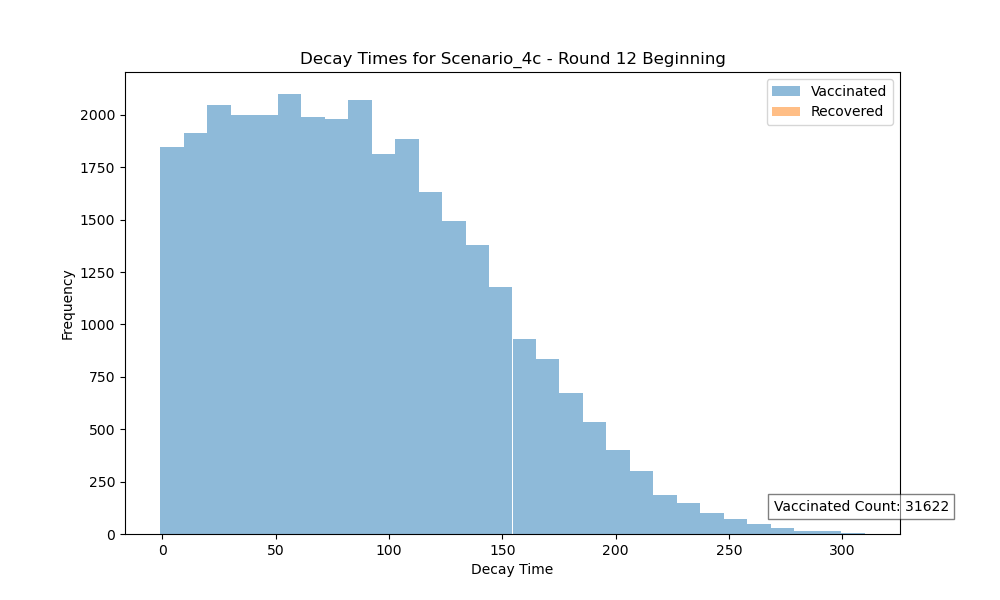 Decay Times for Scenario_4c - Round 12 Beginning
Vaccinated
Recovered
2000
1750
1500
1250
1000
750
500
250
0
Frequency
Vaccinated Count: 31622
0 50 100 150 200 250 300
Decay Time